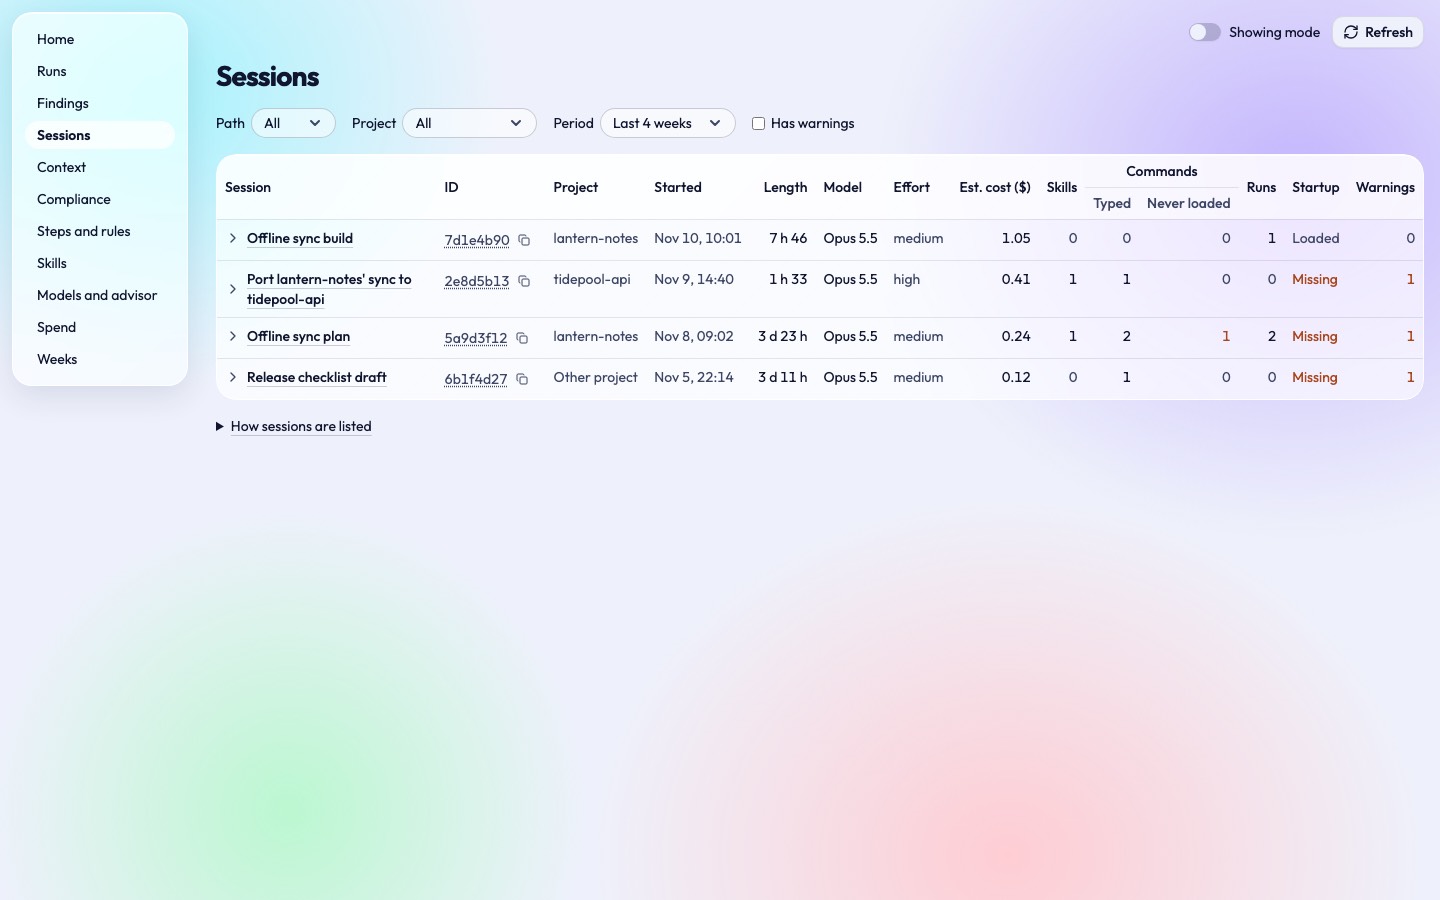 Home
Runs
Findings
Sessions
Context
Compliance
Steps and rules
Skills
Models and advisor
Spend
Weeks
Showing mode
Refresh
Sessions
Path All Project All Period Last 4 weeks Has warnings
Commands
Session ID Project Started Length Model Effort Est. cost ($) Skills Runs Startup Warnings
Typed Never loaded
Offline sync build 7d1e4b90 lantern-notes Nov 10, 10:01 7 h 46 Opus 5.5 medium 1.05 0 0 0 1 Loaded 0
Port lantern-notes' sync to 2e8d5b13 tidepool-api Nov 9, 14:40 1 h 33 Opus 5.5 high 0.41 1 1 0 0 Missing 1
tidepool-api
Offline sync plan 5a9d3f12 lantern-notes Nov 8, 09:02 3 d 23 h Opus 5.5 medium 0.24 1 2 1 2 Missing 1
Release checklist draft 6b1f4d27 Other project Nov 5, 22:14 3 d 11 h Opus 5.5 medium 0.12 0 1 0 0 Missing 1
How sessions are listed